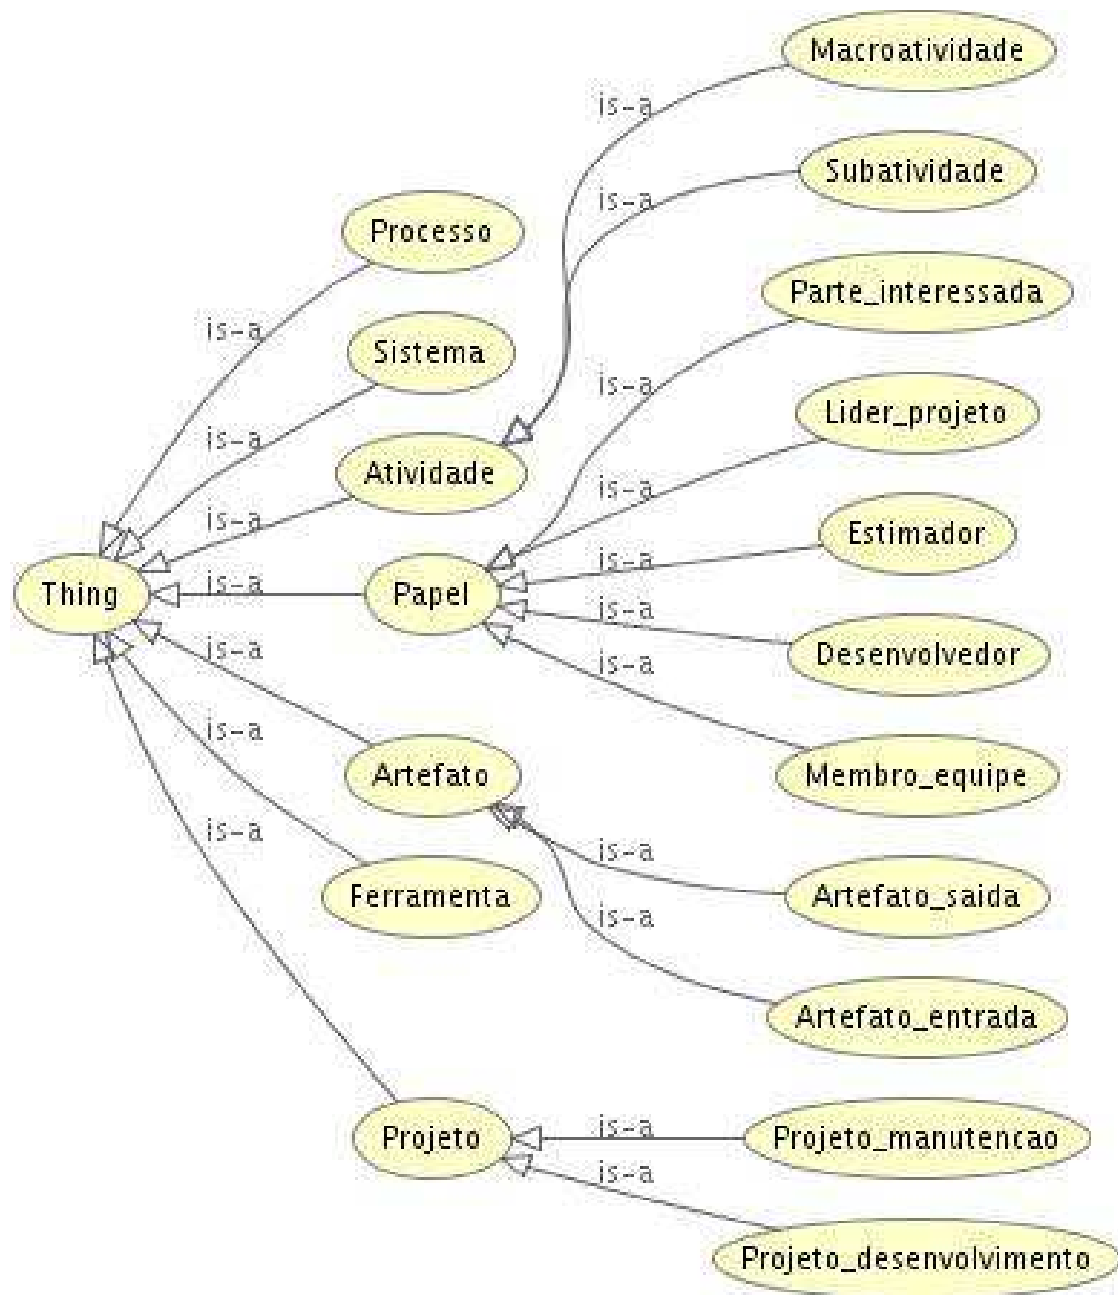 Macroatividade
is-a
Subatividade
is-a
Processo
Parte_interessada
is-a
Sistema
is-a
Lider_projeto
is-a
Atividade
is-a
is-a
Estimador
is-a
Thing
is-a
Papel
is-a
Desenvolvedor
is-a
is-a
is-a
Artefato
Membro_equipe
is-a
is-a
is-a
Ferramenta
Artefato_saida
is-a
Artefato_entrada
Projeto
is-a
Projeto_manutencao
is-a
Projeto_desenvolvimento